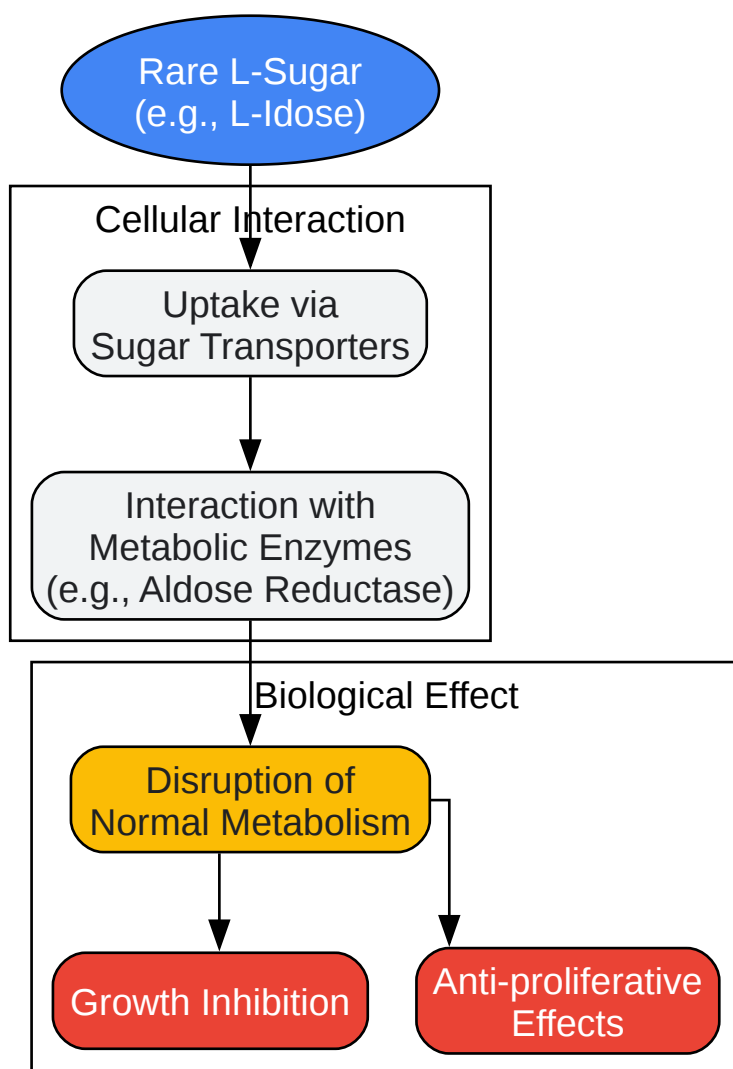 Rare L-Sugar
(e.g., L-Idose)
Cellular Interaction
Uptake via
Sugar Transporters
Interaction with
Metabolic Enzymes
(e.g., Aldose Reductase)
Biological Effect
Disruption of
Normal Metabolism
Growth Inhibition
Anti-proliferative
Effects